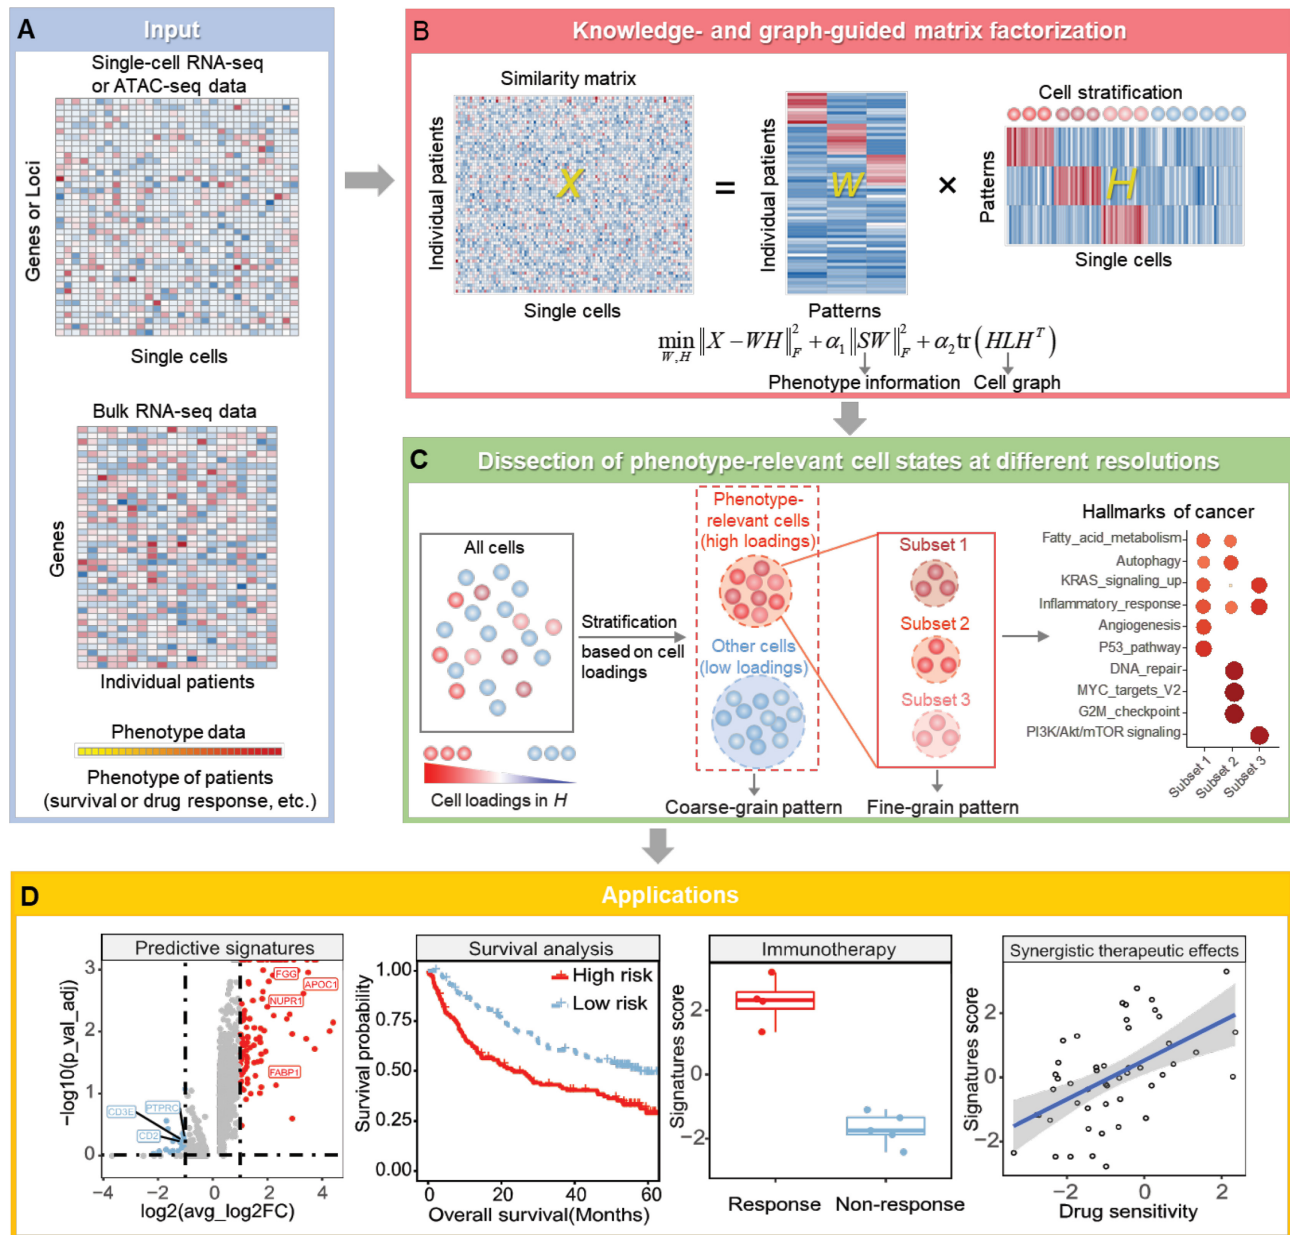 A
Input
Single-cell RNA-seq
or ATAC-seq data
Genes or Loci
Single cells
Bulk RNA-seq data
Genes
Individual patients
Phenotype data
Phenotype of patients
(survival or drug response, etc.)
B
Knowledge- and graph-guided matrix factorization
Similarity matrix
Individual patients
X
Single cells
=
Individual patients
W
Patterns
×
Cell stratification
Patterns
H
Single cells
min W,H ‖X − WH‖²_F + α₁‖SW‖²_F + α₂tr(HLHᵀ)
Phenotype information
Cell graph
C
Dissection of phenotype-relevant cell states at different resolutions
All cells
Cell loadings in H
Stratification
based on cell
loadings
Phenotype-
relevant cells
(high loadings)
Other cells
(low loadings)
Coarse-grain pattern
Subset 1
Subset 2
Subset 3
Fine-grain pattern
Hallmarks of cancer
Fatty_acid_metabolism
Autophagy
KRAS_signaling_up
Inflammatory_response
Angiogenesis
P53_pathway
DNA_repair
MYC_targets_V2
G2M_checkpoint
PI3K/Akt/mTOR signaling
Subset 1
Subset 2
Subset 3
D
Applications
Predictive signatures
−log10(p_val_adj)
3
2
1
0
FGG
APOC1
NUPR1
FABP1
PTPRC
CD3E
CD2
−4
−2
0
2
4
log2(avg_log2FC)
Survival analysis
Survival probability
1.00
0.75
0.50
0.25
0.00
High risk
Low risk
0
20
40
60
Overall survival(Months)
Immunotherapy
Signatures score
2
0
−2
Response
Non-response
Synergistic therapeutic effects
Signatures score
2
0
−2
−2
0
2
Drug sensitivity